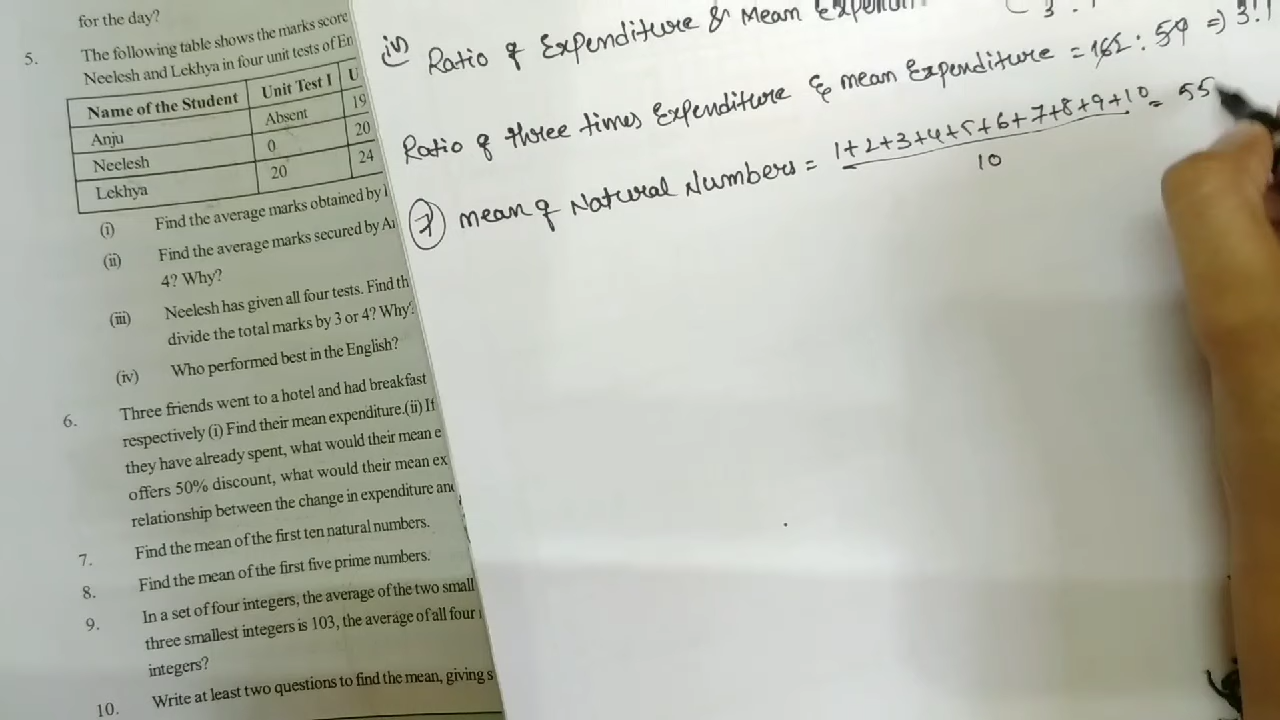 for the day?
5. The following table shows the marks score
Neelesh and Lekhya in four unit tests of En
Name of the Student Unit Test I U
Anju Absent 19
Neelesh 0 20
Lekhya 20 24
(i) Find the average marks obtained by
(ii) Find the average marks secured by An
4? Why?
(iii) Neelesh has given all four tests. Find th
divide the total marks by 3 or 4? Why?
(iv) Who performed best in the English?
6. Three friends went to a hotel and had breakfast
respectively (i) Find their mean expenditure.(ii) If
they have already spent, what would their mean e
offers 50% discount, what would their mean ex
relationship between the change in expenditure and
7. Find the mean of the first ten natural numbers.
8. Find the mean of the first five prime numbers.
9. In a set of four integers, the average of the two small
three smallest integers is 103, the average of all four
integers?
10. Write at least two questions to find the mean, giving s
iv) Ratio of Expenditure & Mean
Ratio of three times Expenditure & mean Expenditure = 162 : 54 => 3:1
7 mean of Natural Numbers = 1+2+3+4+5+6+7+8+9+10 = 55
10